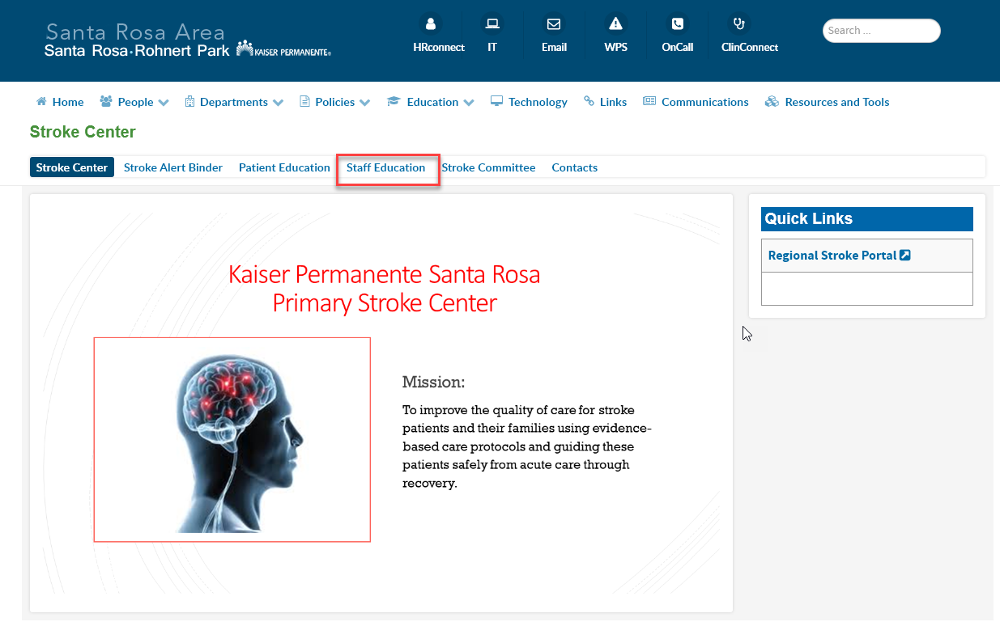 Santa Rosa Area
Santa Rosa•Rohnert Park KAISER PERMANENTE®
HRconnect IT Email WPS OnCall ClinConnect
Search ...
Home People Departments Policies Education Technology Links Communications Resources and Tools
Stroke Center
Stroke Center Stroke Alert Binder Patient Education Staff Education Stroke Committee Contacts
Kaiser Permanente Santa Rosa
Primary Stroke Center
Mission:
To improve the quality of care for stroke
patients and their families using evidence-
based care protocols and guiding these
patients safely from acute care through
recovery.
Quick Links
Regional Stroke Portal